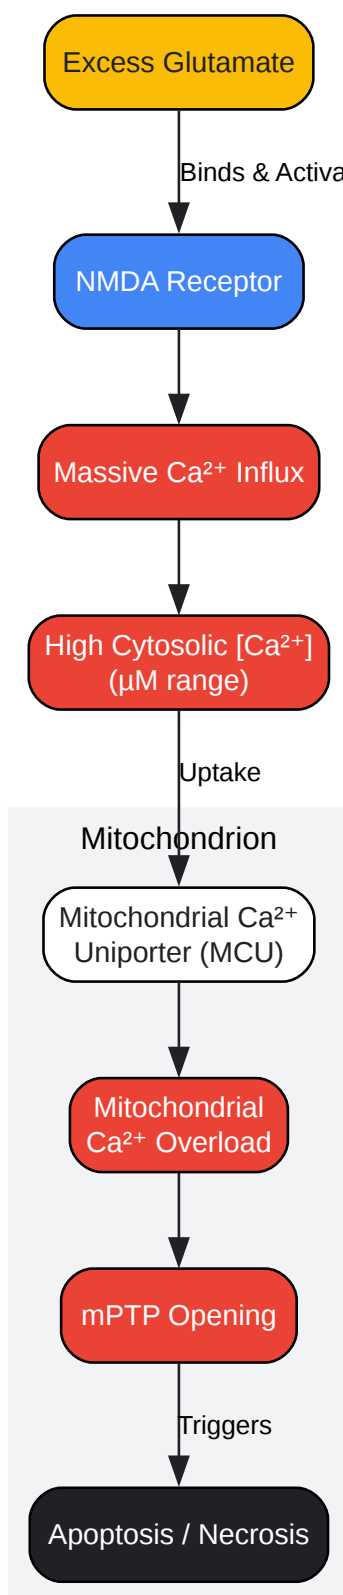 Excess Glutamate
Binds & Activa
NMDA Receptor
Massive Ca²⁺ Influx
High Cytosolic [Ca²⁺]
(µM range)
Uptake
Mitochondrion
Mitochondrial Ca²⁺
Uniporter (MCU)
Mitochondrial
Ca²⁺ Overload
mPTP Opening
Triggers
Apoptosis / Necrosis